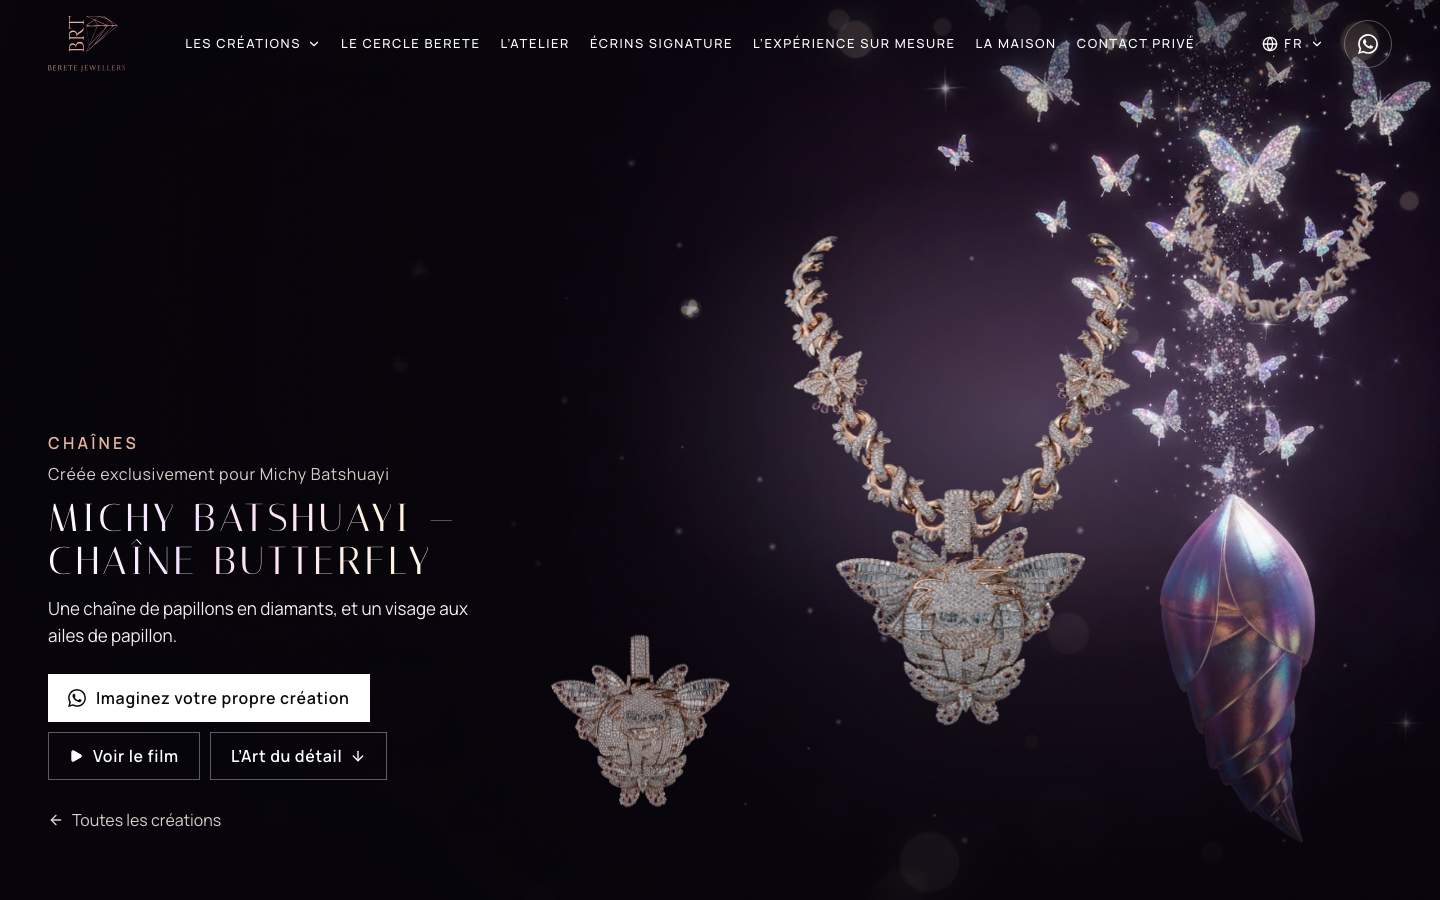 BRT
BERETE JEWELLERS
LES CRÉATIONS
LE CERCLE BERETE
L'ATELIER
ÉCRINS SIGNATURE
L'EXPÉRIENCE SUR MESURE
LA MAISON
CONTACT PRIVÉ
FR
CHAÎNES
Créée exclusivement pour Michy Batshuayi
MICHY BATSHUAYI –
CHAÎNE BUTTERFLY
Une chaîne de papillons en diamants, et un visage aux
ailes de papillon.
Imaginez votre propre création
Voir le film
L'Art du détail ↓
← Toutes les créations